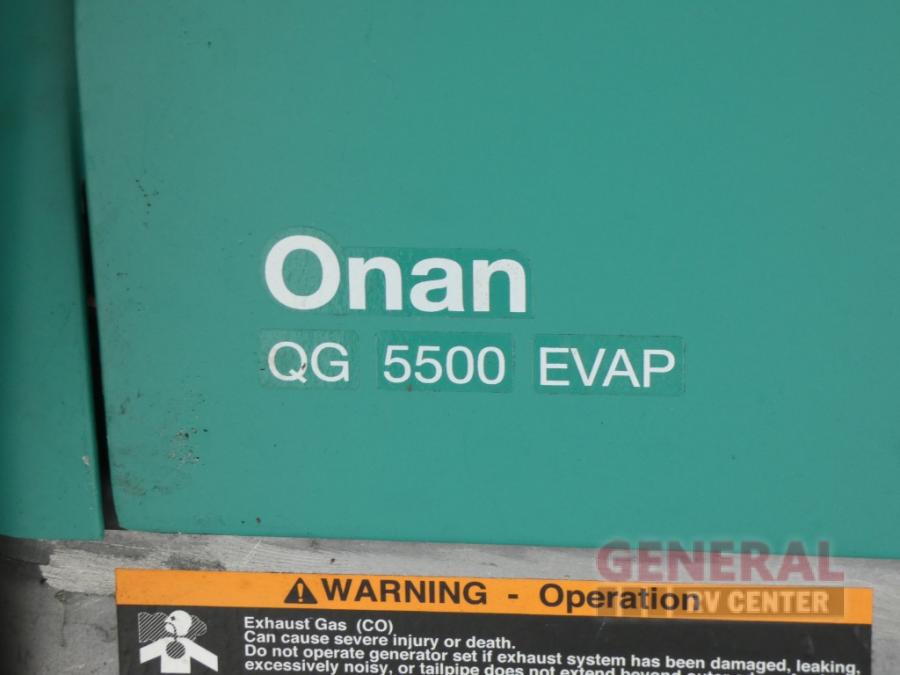 Onan
QG 5500 EVAP
GENERAL
RV CENTER
WARNING - Operation
Exhaust Gas (CO)
Can cause severe injury or death.
Do not operate generator set if exhaust system has been damaged, leaking,
excessively noisy, or tailpipe does not extend beyond